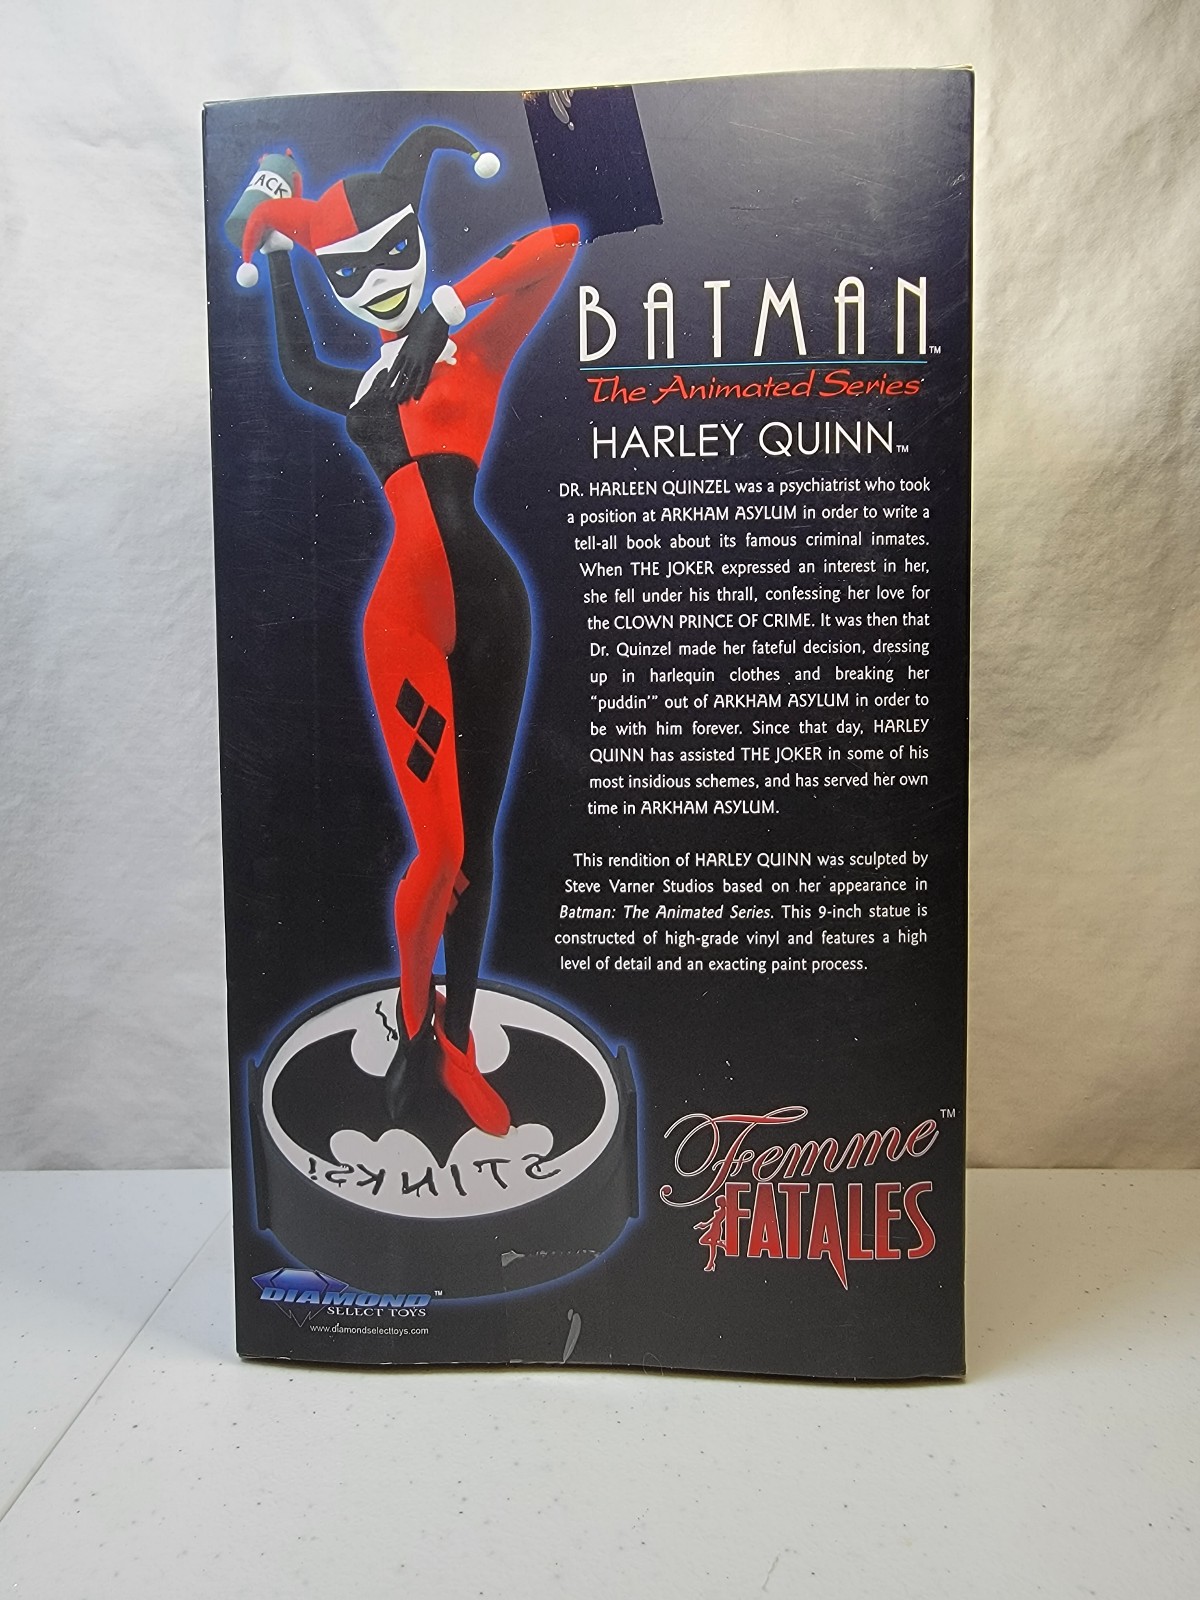 LACK
BATMAN™
The Animated Series
HARLEY QUINN™
DR. HARLEEN QUINZEL was a psychiatrist who took
a position at ARKHAM ASYLUM in order to write a
tell-all book about its famous criminal inmates.
When THE JOKER expressed an interest in her,
she fell under his thrall, confessing her love for
the CLOWN PRINCE OF CRIME. It was then that
Dr. Quinzel made her fateful decision, dressing
up in harlequin clothes and breaking her
“puddin’” out of ARKHAM ASYLUM in order to
be with him forever. Since that day, HARLEY
QUINN has assisted THE JOKER in some of his
most insidious schemes, and has served her own
time in ARKHAM ASYLUM.
This rendition of HARLEY QUINN was sculpted by
Steve Varner Studios based on her appearance in
Batman: The Animated Series. This 9-inch statue is
constructed of high-grade vinyl and features a high
level of detail and an exacting paint process.
STINKS!
Femme™
FATALES
DIAMOND™
SELECT TOYS
www.diamondselecttoys.com